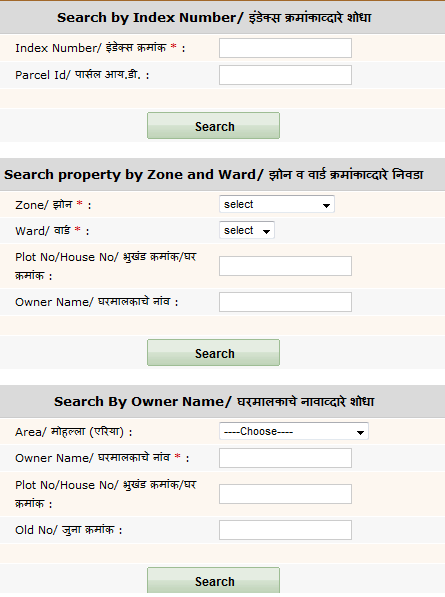 Search by Index Number/ इंडेक्स क्रमांकाव्दारे शोधा
Index Number/ इंडेक्स क्रमांक * :
Parcel Id/ पार्सल आय.डी. :
Search
Search property by Zone and Ward/ झोन व वार्ड क्रमांकाव्दारे निवडा
Zone/ झोन * : select
Ward/ वार्ड * : select
Plot No/House No/ भुखंड क्रमांक/घर
क्रमांक :
Owner Name/ घरमालकाचे नांव :
Search
Search By Owner Name/ घरमालकाचे नावाव्दारे शोधा
Area/ मोहल्ला (एरिया) : ----Choose----
Owner Name/ घरमालकाचे नांव * :
Plot No/House No/ भुखंड क्रमांक/घर
क्रमांक :
Old No/ जुना क्रमांक :
Search